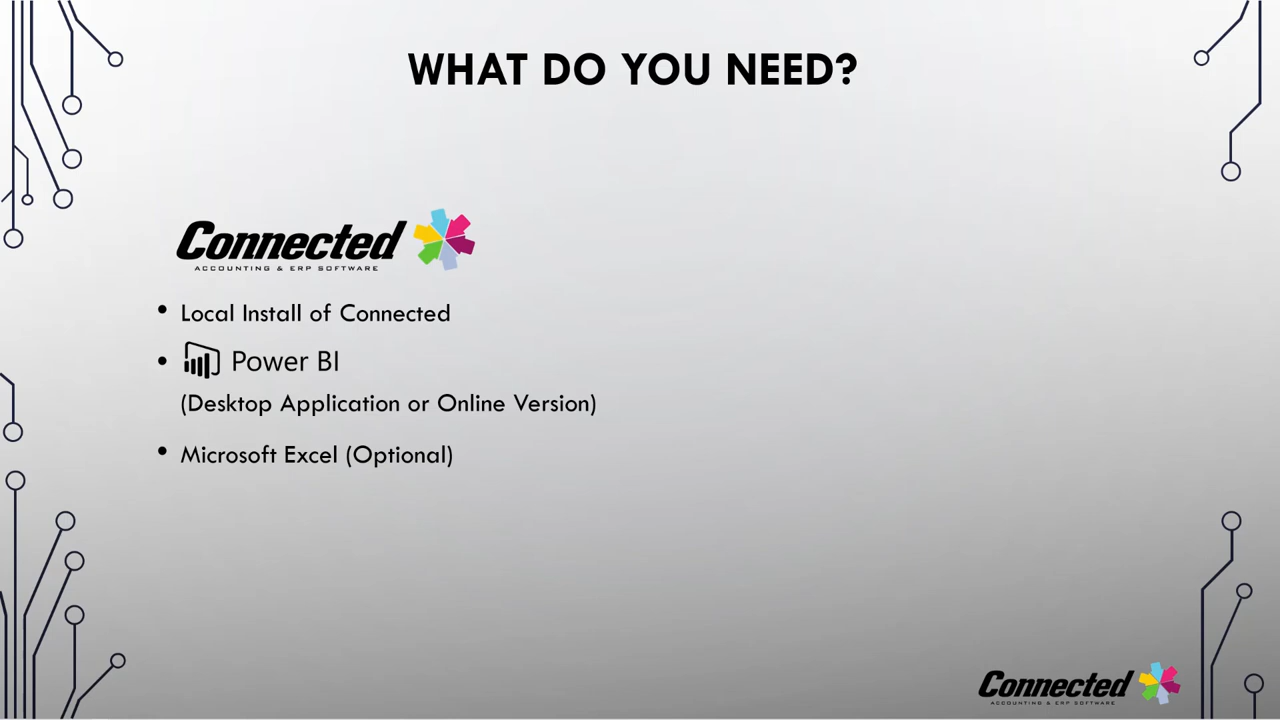 WHAT DO YOU NEED?
Connected
ACCOUNTING & ERP SOFTWARE
• Local Install of Connected
• Power BI
(Desktop Application or Online Version)
• Microsoft Excel (Optional)
Connected
ACCOUNTING & ERP SOFTWARE